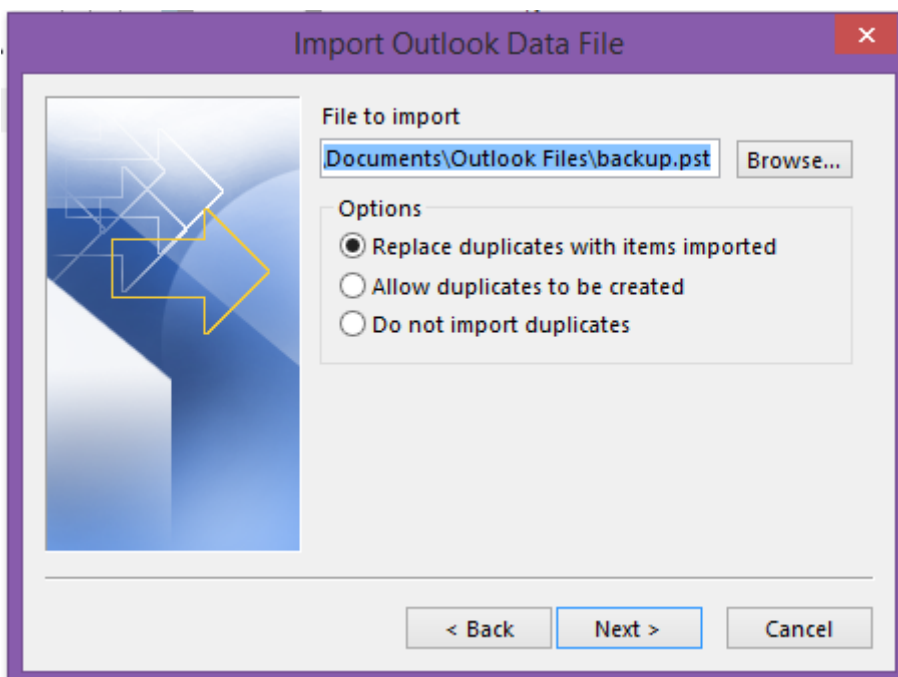 Import Outlook Data File
File to import
\Documents\Outlook Files\backup.pst
Browse...
Options
Replace duplicates with items imported
Allow duplicates to be created
Do not import duplicates
< Back
Next >
Cancel